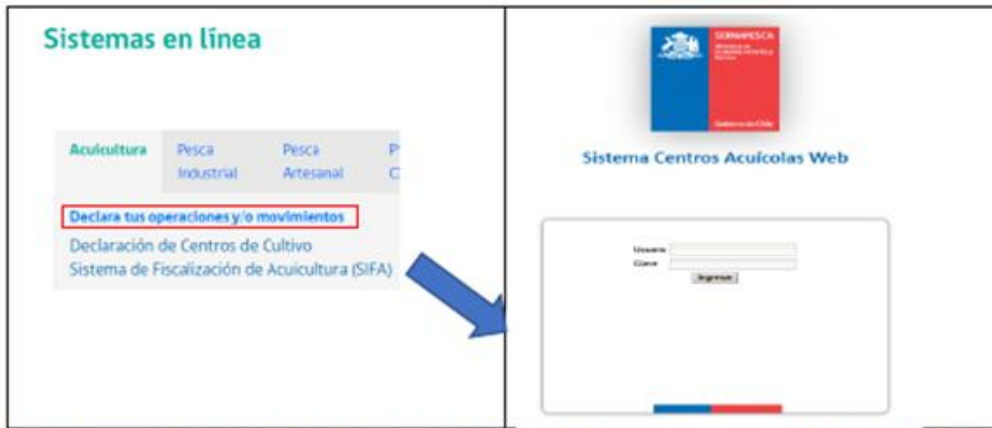 Sistemas en línea
Acuicultura
Pesca
Industrial
Pesca
Artesanal
P
C
Declara tus operaciones y/o movimientos
Declaración de Centros de Cultivo
Sistema de Fiscalización de Acuicultura (SIFA)
SERNAPESCA
Gobierno de Chile
Sistema Centros Acuícolas Web
Usuario
Clave
Ingresar